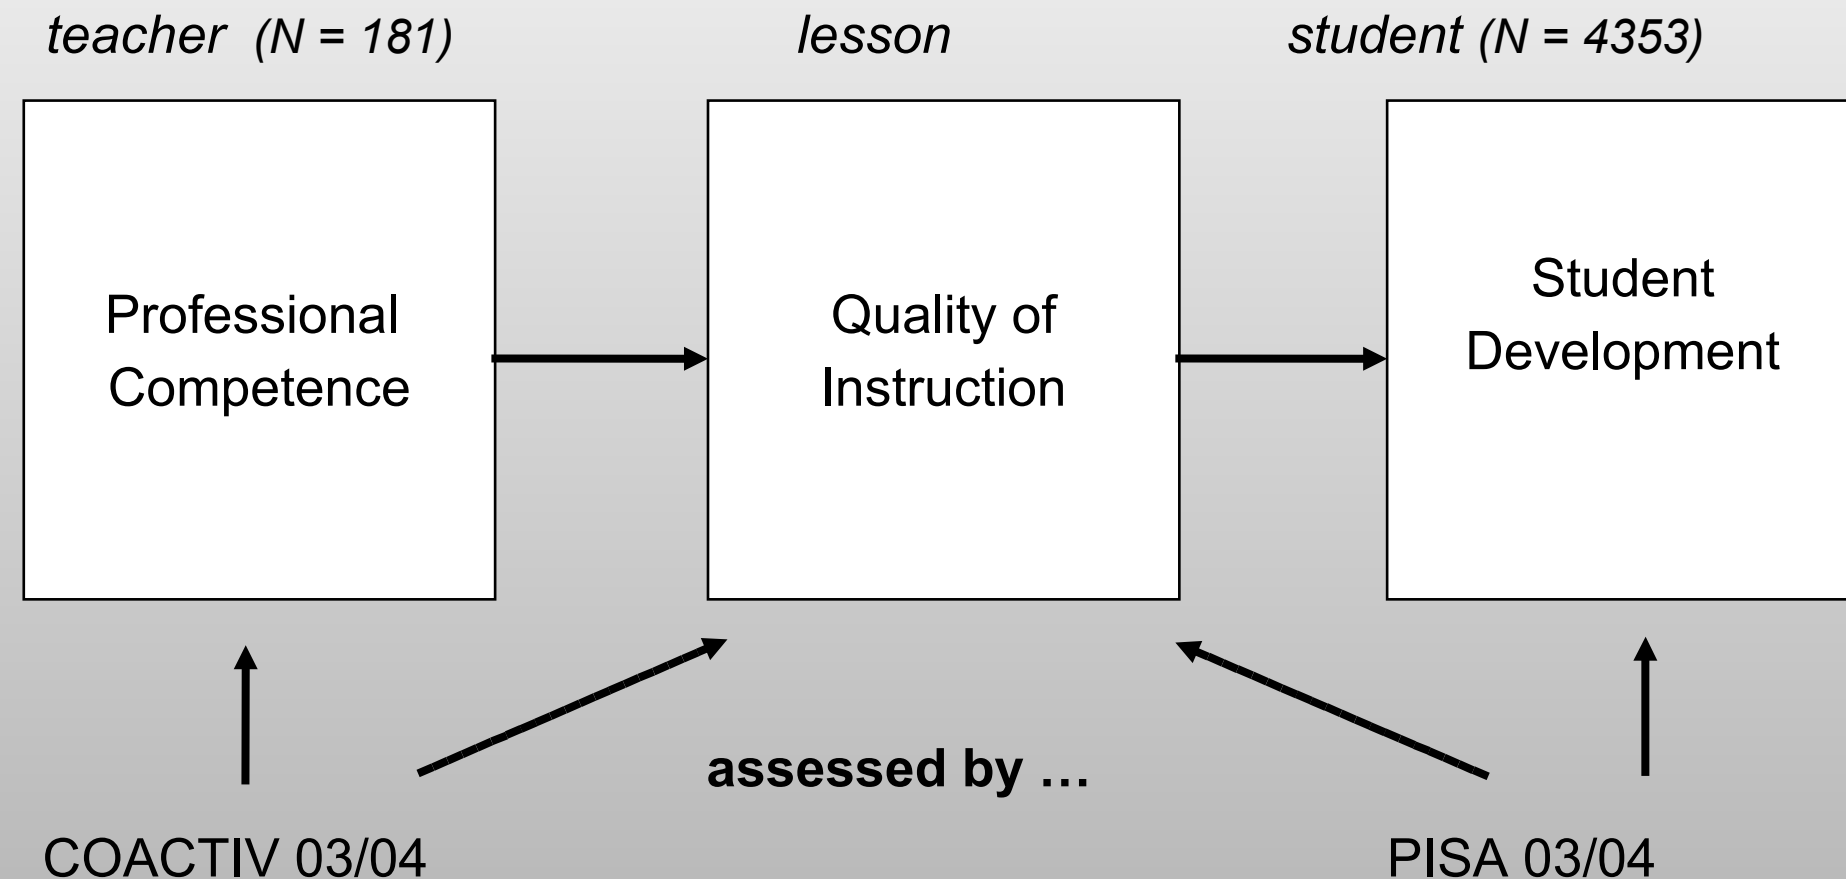 teacher (N = 181)
lesson
student (N = 4353)
Professional
Competence
Quality of
Instruction
Student
Development
assessed by …
COACTIV 03/04
PISA 03/04